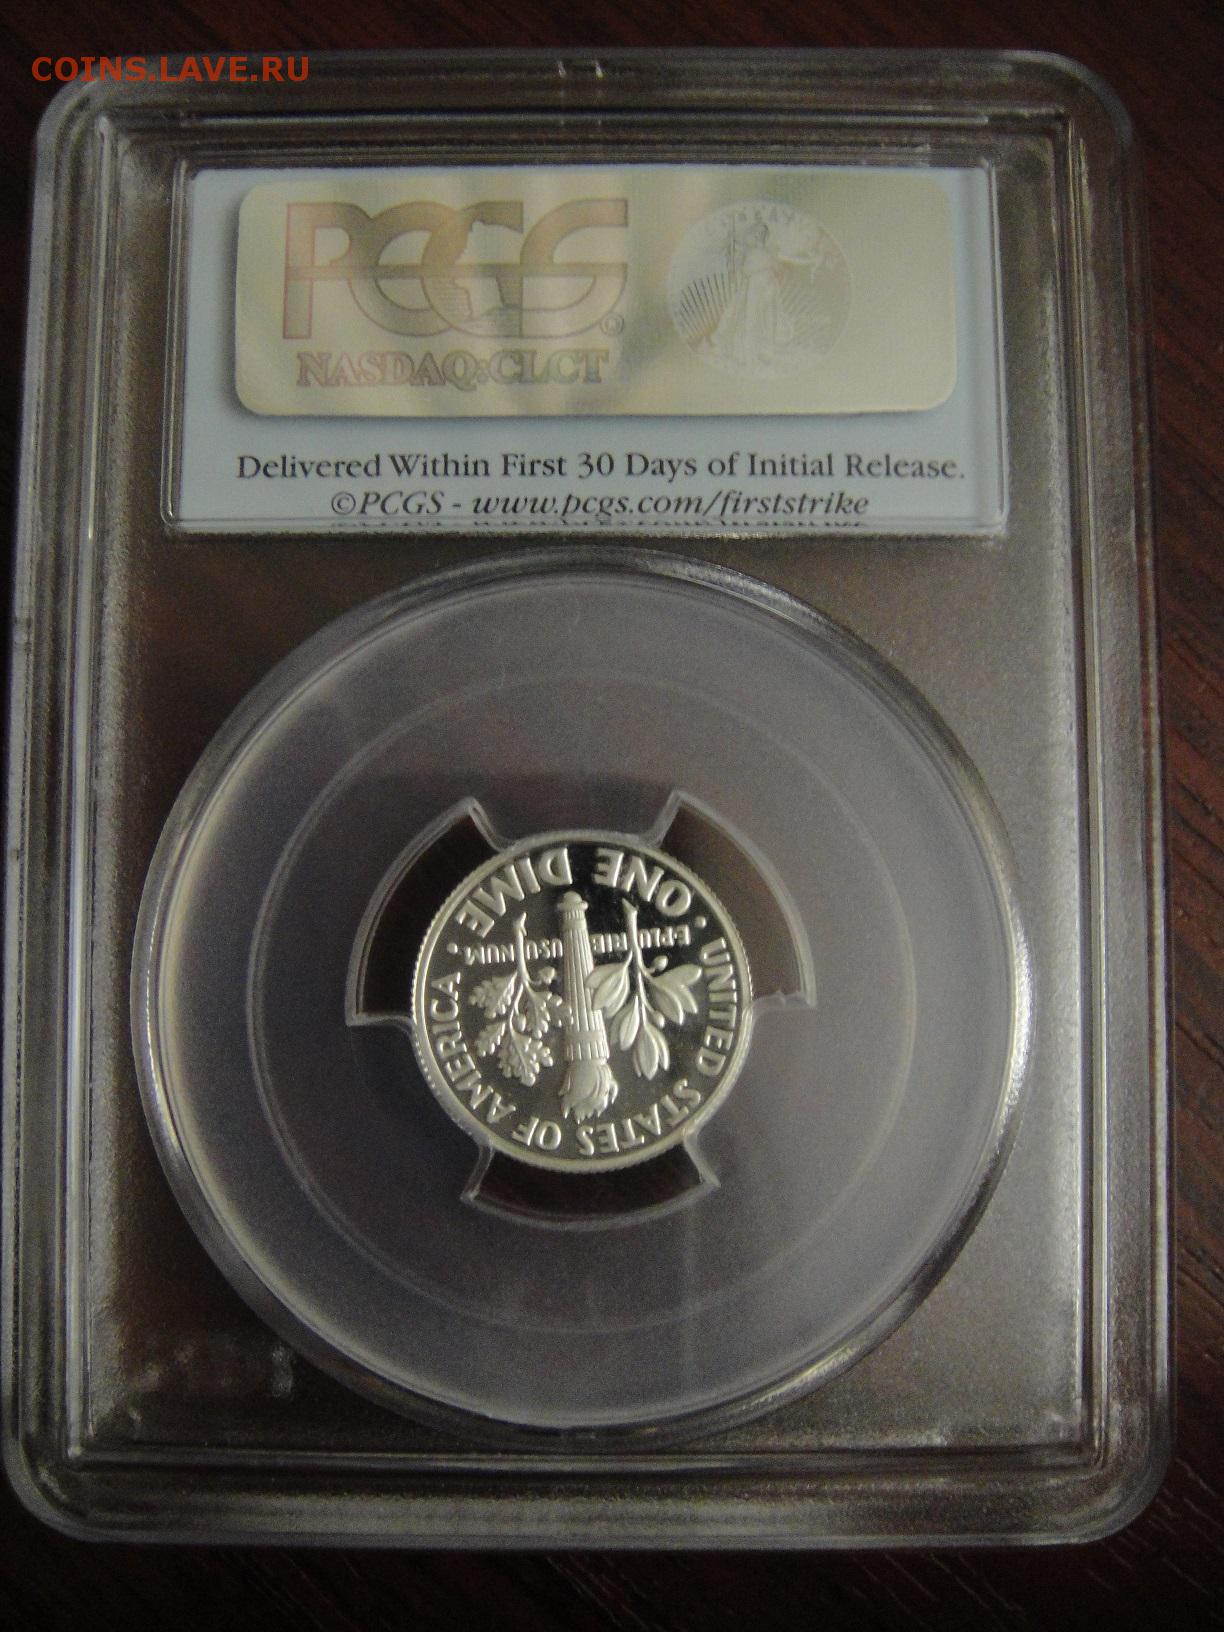 COINS.LAVE.RU
PCGS©
NASDAQ:CLCT
LIBERTY
Delivered Within First 30 Days of Initial Release.
©PCGS - www.pcgs.com/firststrike
UNITED STATES OF AMERICA · ONE DIME ·
E PLURIBUS UNUM